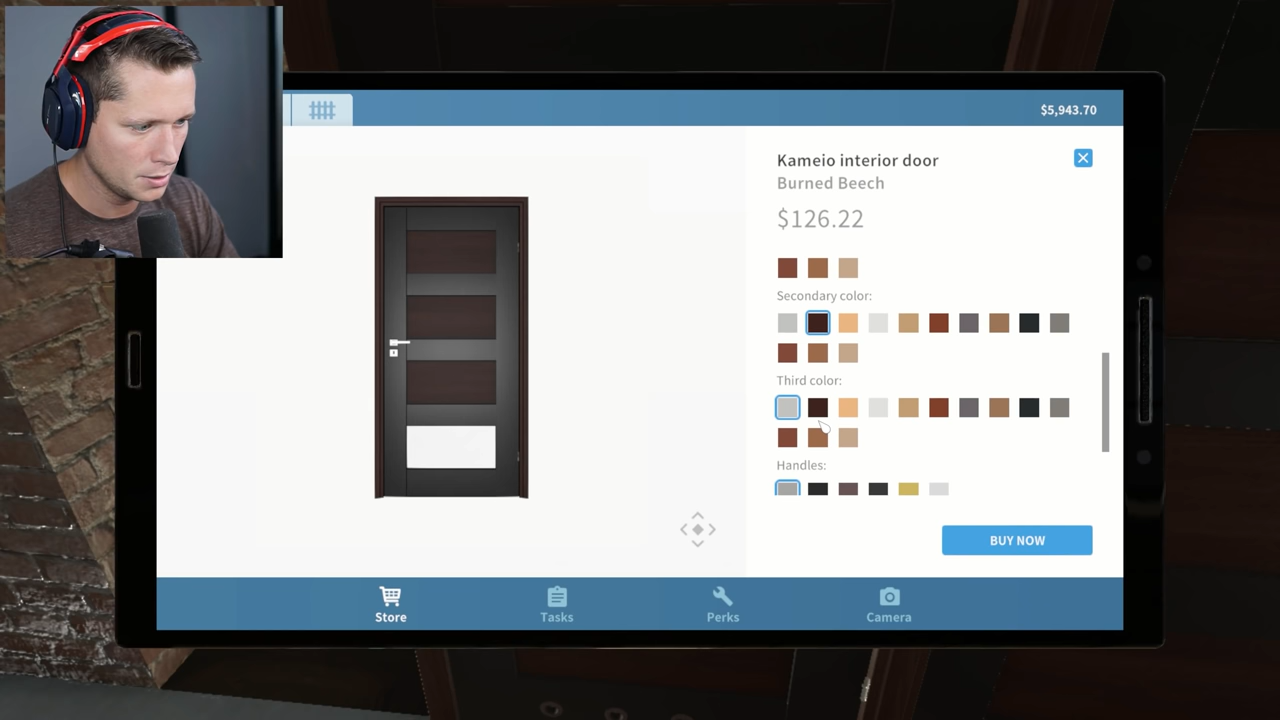 $5,943.70
Kameio interior door
Burned Beech
$126.22
Secondary color:
Third color:
Handles:
BUY NOW
Store
Tasks
Perks
Camera